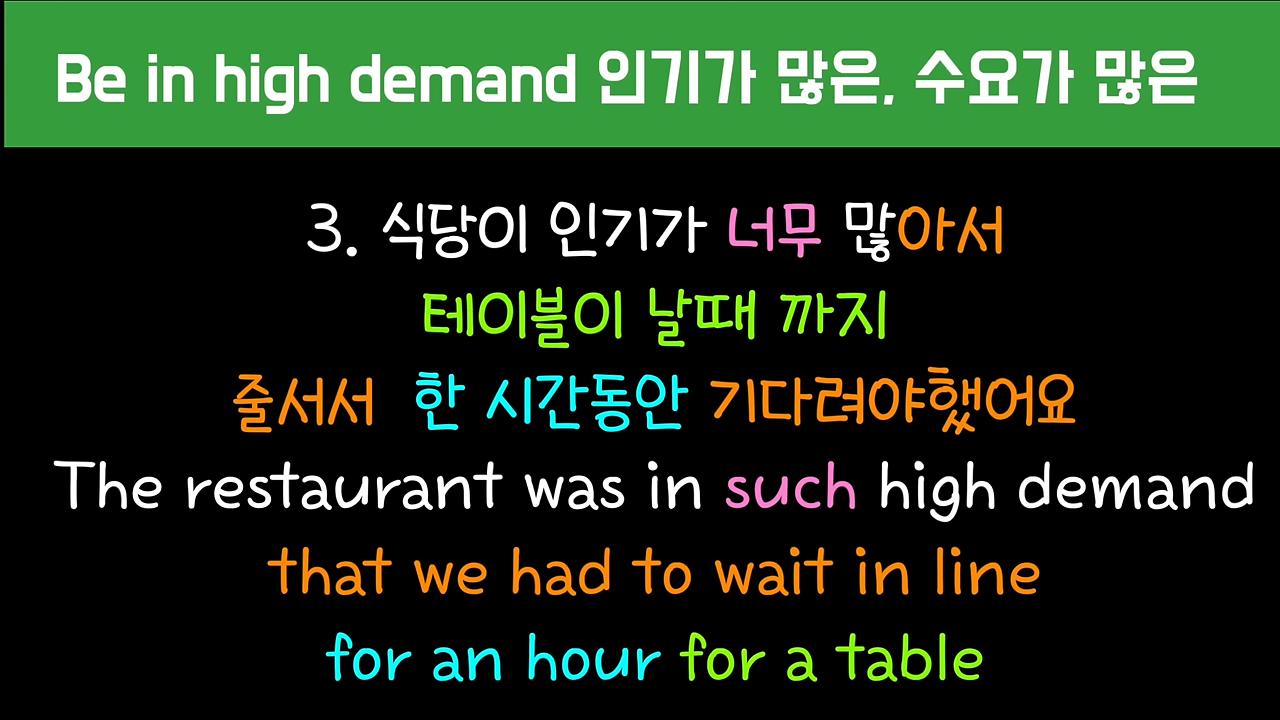 Be in high demand 인기가 많은, 수요가 많은
3. 식당이 인기가 너무 많아서
테이블이 날때 까지
줄서서 한 시간동안 기다려야했어요
The restaurant was in such high demand
that we had to wait in line
for an hour for a table